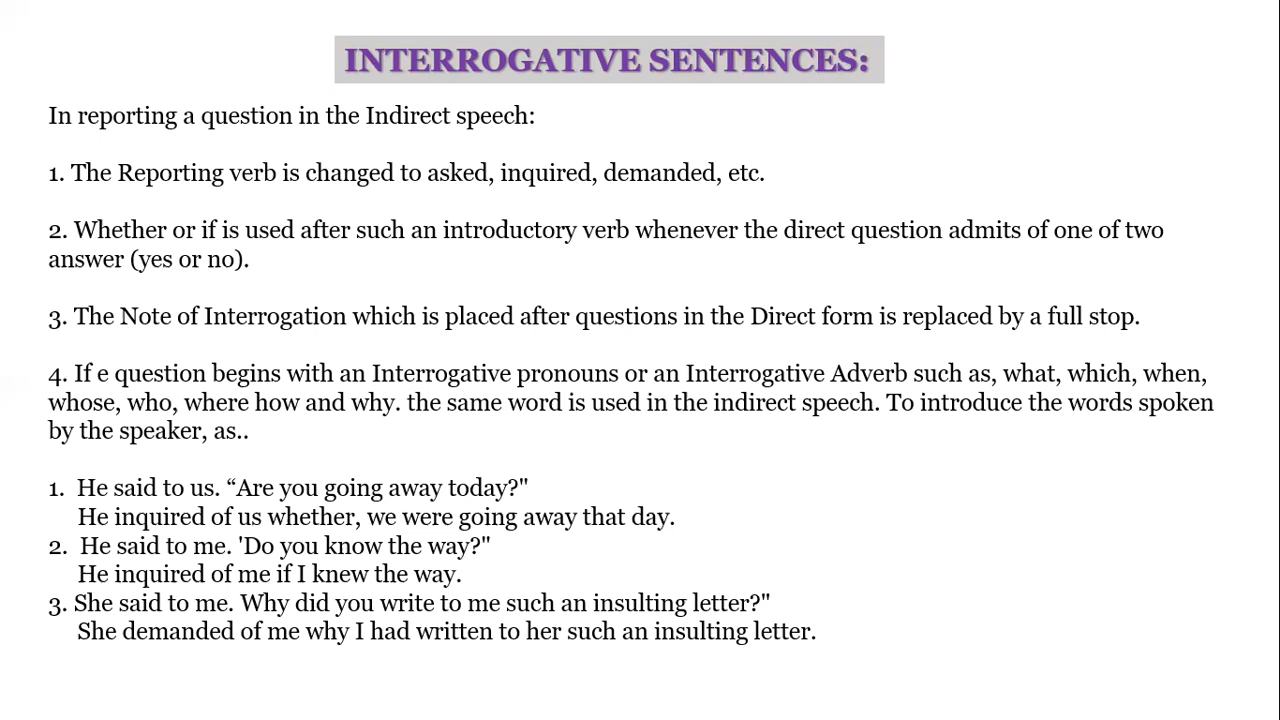 INTERROGATIVE SENTENCES:
In reporting a question in the Indirect speech:
1. The Reporting verb is changed to asked, inquired, demanded, etc.
2. Whether or if is used after such an introductory verb whenever the direct question admits of one of two
answer (yes or no).
3. The Note of Interrogation which is placed after questions in the Direct form is replaced by a full stop.
4. If e question begins with an Interrogative pronouns or an Interrogative Adverb such as, what, which, when,
whose, who, where how and why. the same word is used in the indirect speech. To introduce the words spoken
by the speaker, as..
1. He said to us. “Are you going away today?"
He inquired of us whether, we were going away that day.
2. He said to me. 'Do you know the way?"
He inquired of me if I knew the way.
3. She said to me. Why did you write to me such an insulting letter?"
She demanded of me why I had written to her such an insulting letter.